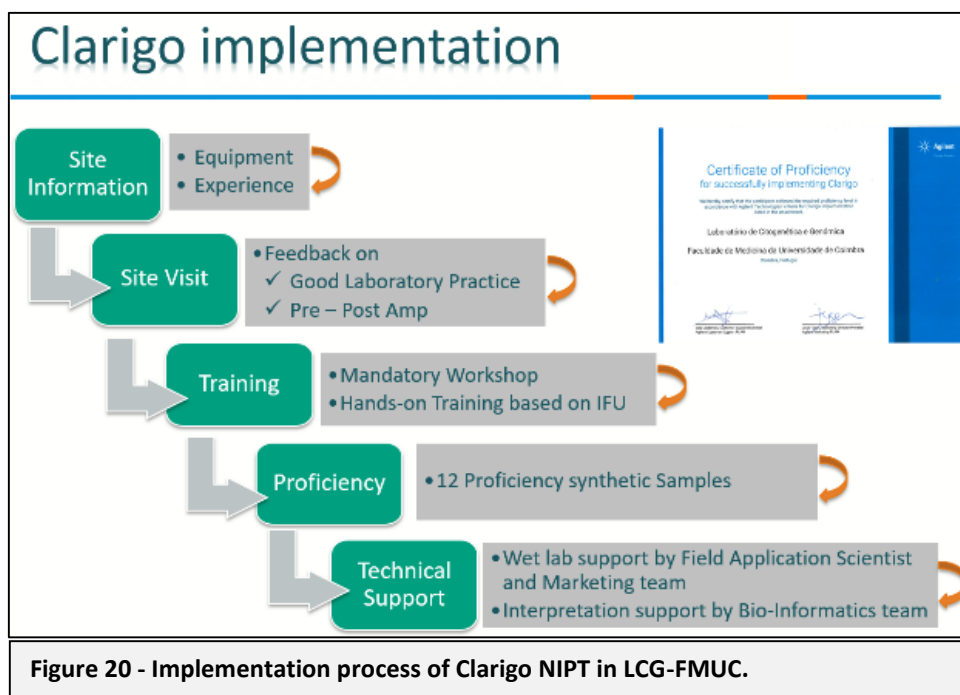 Clarigo implementation
Site
Information
• Equipment
• Experience
Site Visit
• Feedback on
✓ Good Laboratory Practice
✓ Pre – Post Amp
Training
• Mandatory Workshop
• Hands-on Training based on IFU
Proficiency
• 12 Proficiency synthetic Samples
Technical
Support
• Wet lab support by Field Application Scientist
and Marketing team
• Interpretation support by Bio-Informatics team
Agilent
Certificate of Proficiency
for successfully implementing Clarigo
Laboratório de Citogenética e Genómica
Faculdade de Medicina da Universidade de Coimbra
Figure 20 - Implementation process of Clarigo NIPT in LCG-FMUC.